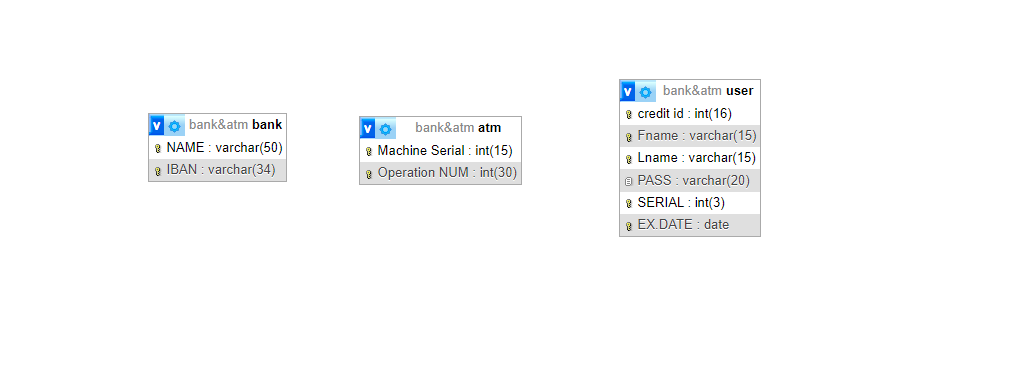 bank&atm bank
NAME : varchar(50)
IBAN : varchar(34)
bank&atm atm
Machine Serial : int(15)
Operation NUM : int(30)
bank&atm user
credit id : int(16)
Fname : varchar(15)
Lname : varchar(15)
PASS : varchar(20)
SERIAL : int(3)
EX.DATE : date